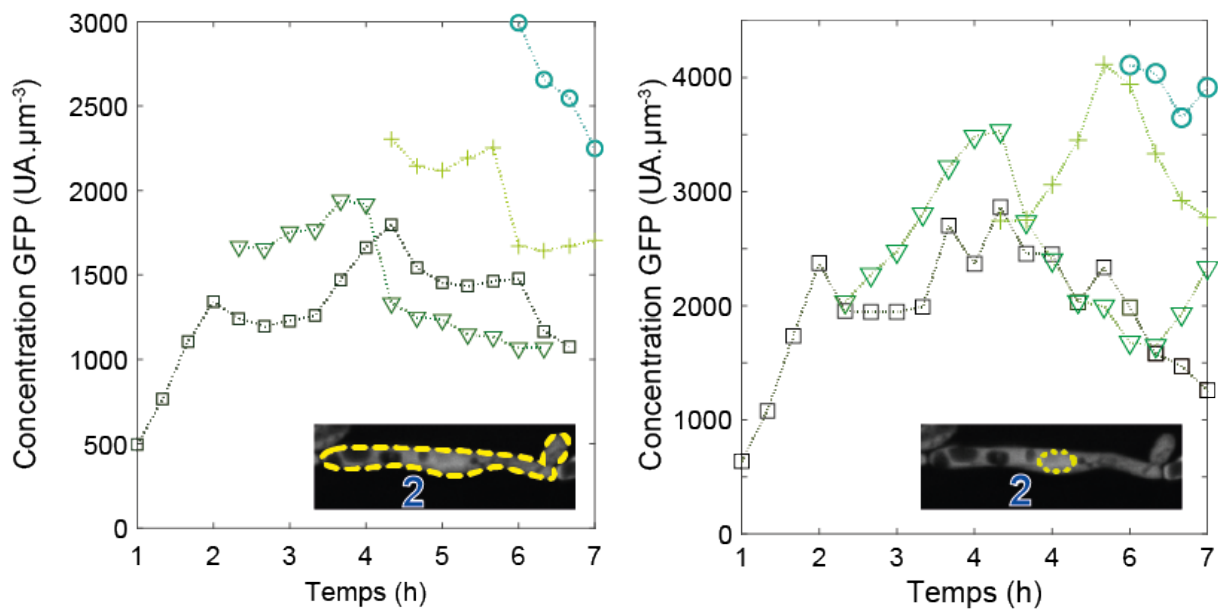 Concentration GFP (UA.µm⁻³)
3000
2500
2000
1500
1000
500
0
1 2 3 4 5 6 7
Temps (h)
2
Concentration GFP (UA.µm⁻³)
4000
3000
2000
1000
0
1 2 3 4 4 6 7
Temps (h)
2